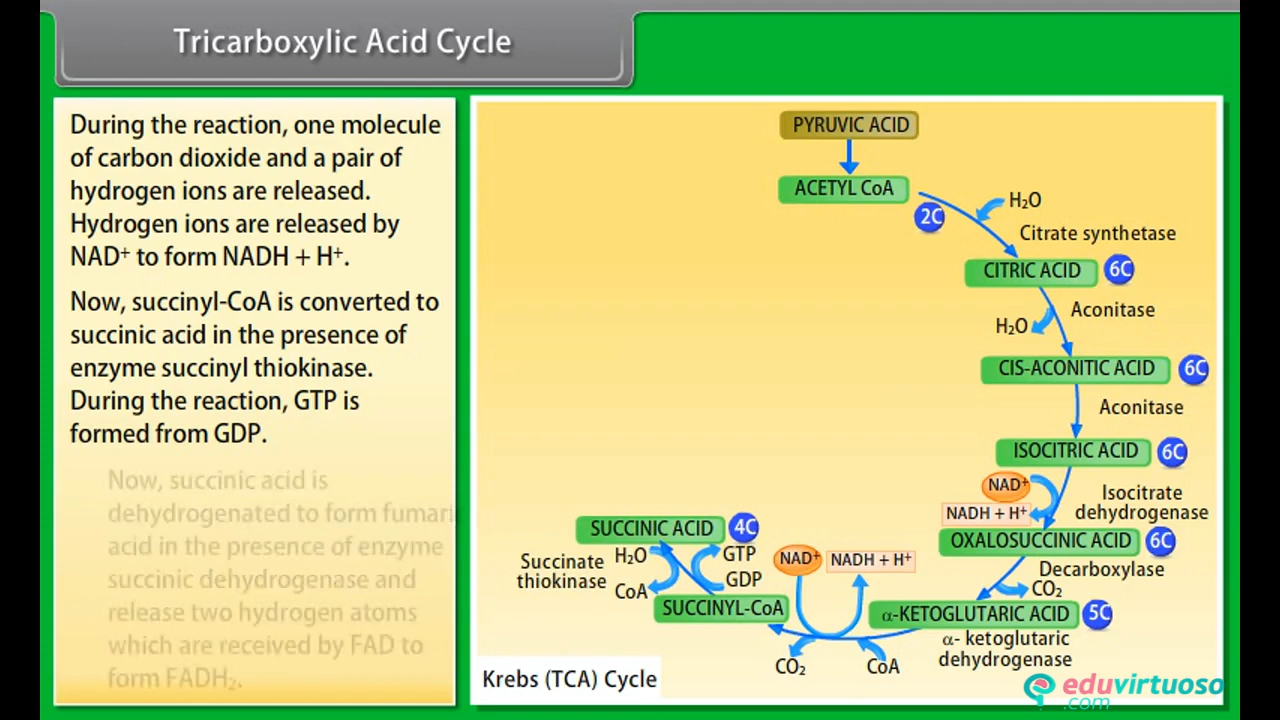 Tricarboxylic Acid Cycle
During the reaction, one molecule
of carbon dioxide and a pair of
hydrogen ions are released.
Hydrogen ions are released by
NAD⁺ to form NADH + H⁺.
Now, succinyl-CoA is converted to
succinic acid in the presence of
enzyme succinyl thiokinase.
During the reaction, GTP is
formed from GDP.
Now, succinic acid is
dehydrogenated to form fumari
acid in the presence of enzyme
succinic dehydrogenase and
release two hydrogen atoms
which are received by FAD to
form FADH₂.
PYRUVIC ACID
ACETYL CoA
2C
H₂O
Citrate synthetase
CITRIC ACID
6C
Aconitase
H₂O
CIS-ACONITIC ACID
6C
Aconitase
ISOCITRIC ACID
6C
NAD⁺
NADH + H⁺
Isocitrate
dehydrogenase
OXALOSUCCINIC ACID
6C
Decarboxylase
CO₂
α-KETOGLUTARIC ACID
5C
α- ketoglutaric
dehydrogenase
NAD⁺
NADH + H⁺
CO₂
CoA
SUCCINYL-CoA
GTP
GDP
H₂O
CoA
Succinate
thiokinase
SUCCINIC ACID
4C
Krebs (TCA) Cycle
eduvirtuoso
.com